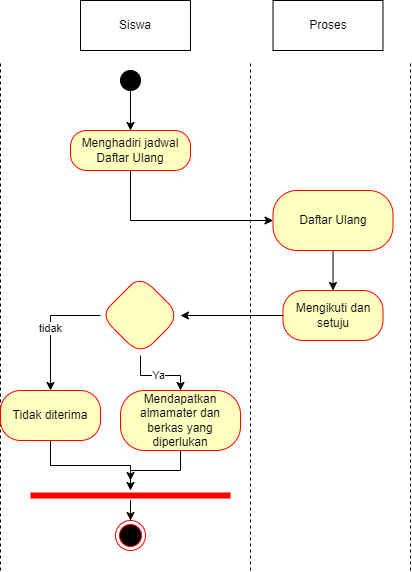 Siswa
Proses
Menghadiri jadwal
Daftar Ulang
Daftar Ulang
Mengikuti dan
setuju
tidak
Ya
Tidak diterima
Mendapatkan
almamater dan
berkas yang
diperlukan